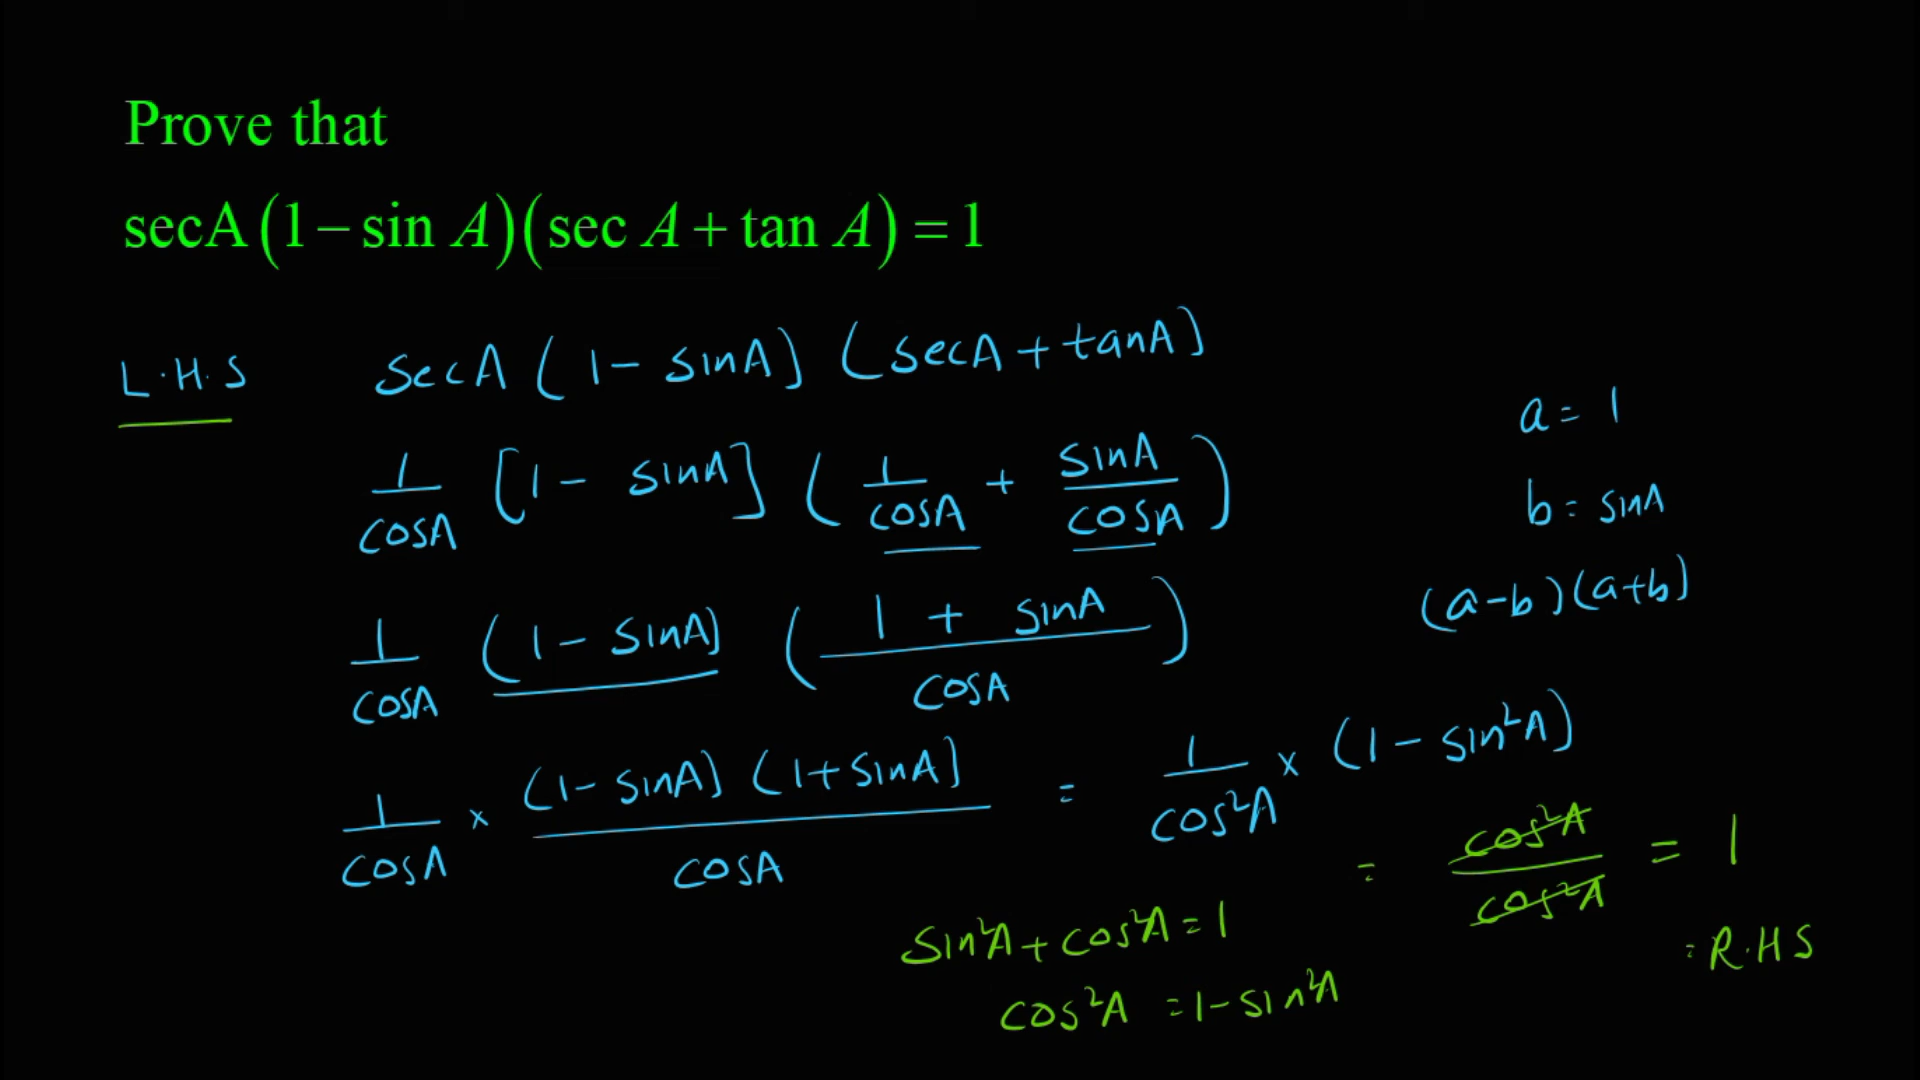 Prove that
secA(1−sin A)(sec A+tan A)=1
L.H.S secA (1 - sinA) (secA + tanA)
1/cosA [1 - sinA] (1/cosA + sinA/cosA)
a = 1
b = sinA
(a-b)(a+b)
1/cosA (1 - sinA) (1 + sinA/cosA)
1/cosA × (1-sinA) (1+sinA)/cosA = 1/cos²A × (1 - sin²A)
= cos²A/cos²A = 1
= R.H.S
sin²A + cos²A = 1
cos²A = 1 - sin²A